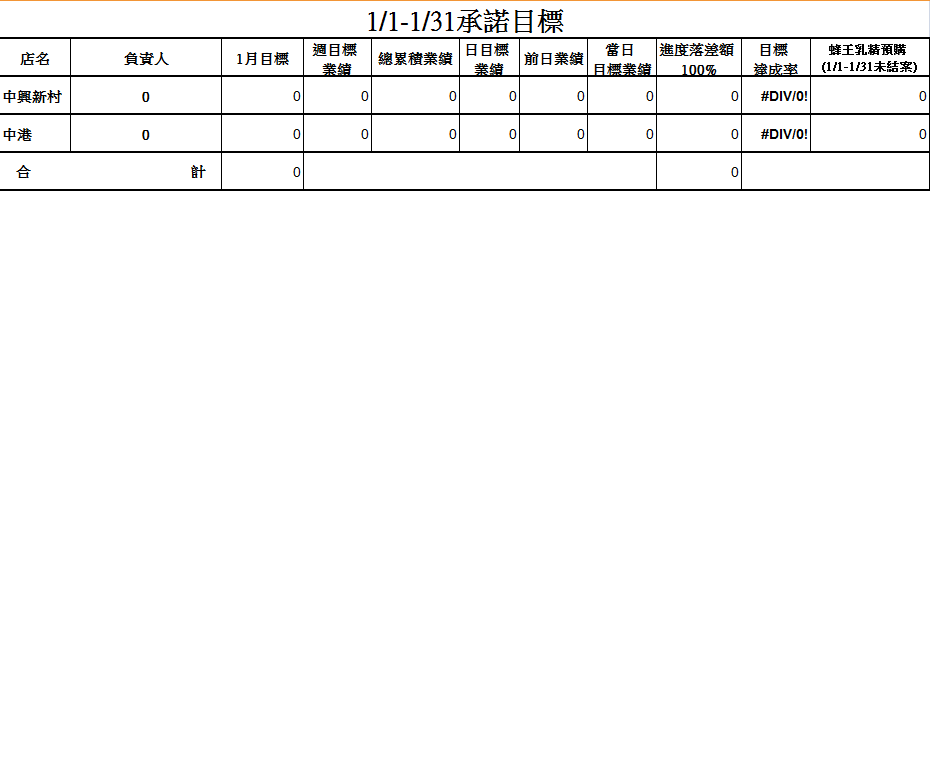 1/1-1/31承諾目標
店名 負責人 1月目標 週目標 總累積業績 日目標 前日業績 當日 進度落差額 目標 蜂王乳精預購
業績 業績 目標業績 100% 達成率 (1/1-1/31未結案)
中興新村 0 0 0 0 0 0 0 0 #DIV/0! 0
中港 0 0 0 0 0 0 0 0 #DIV/0! 0
合 計 0 0